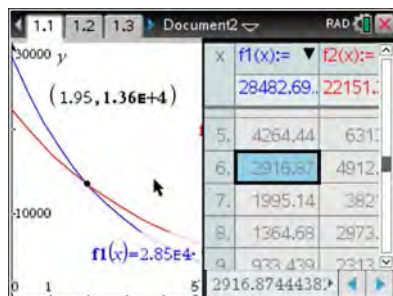 1.1 1.2 1.3 Document2 RAD
30000 y
(1.95, 1.36E+4)
10000
f1(x)=2.85E4·
0 1 5
x f1(x):= ▼ f2(x):=
28482.69.. 22151.
5. 4264.44 631
6. 2916.87 4912.
7. 1995.14 382
8. 1364.68 2973.
9. 933.439 2313.
2916.8744438